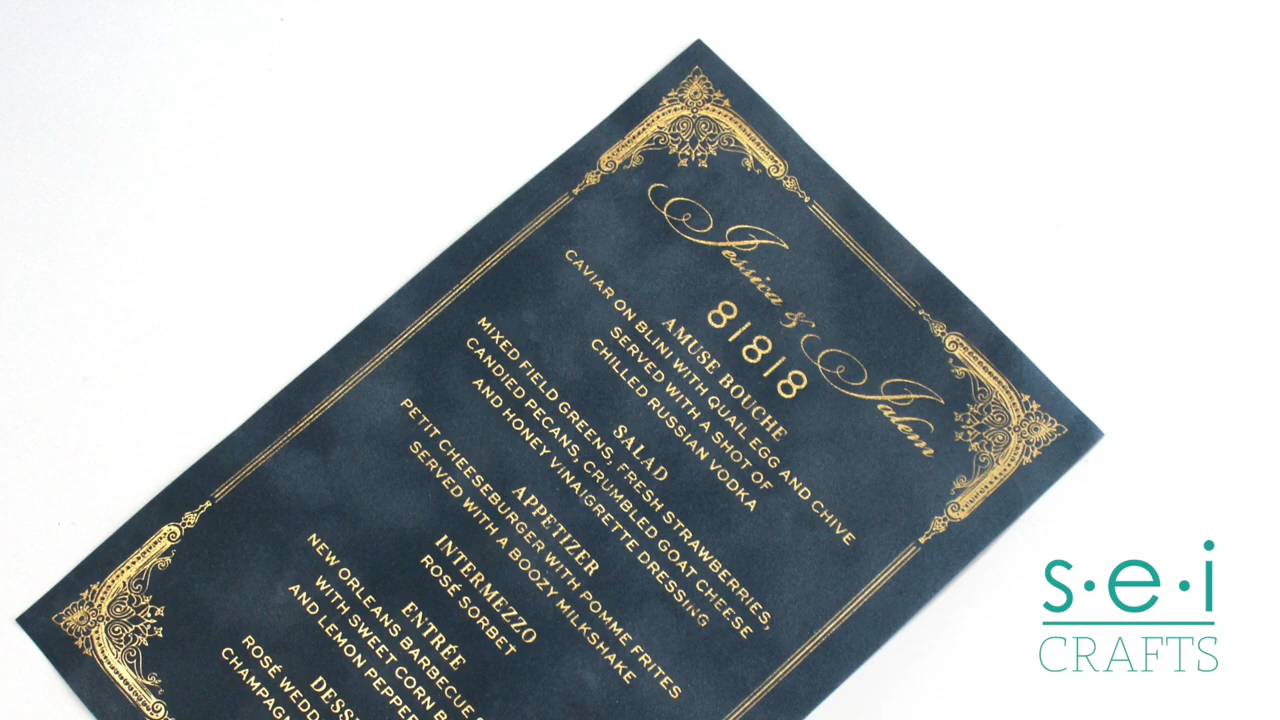 Jessica & Jalen
8|8|8
AMUSE BOUCHE
CAVIAR ON BLINI WITH QUAIL EGG AND CHIVE
SERVED WITH A SHOT OF
CHILLED RUSSIAN VODKA
SALAD
MIXED FIELD GREENS, FRESH STRAWBERRIES,
CANDIED PECANS, CRUMBLED GOAT CHEESE
AND HONEY VINAIGRETTE DRESSING
APPETIZER
PETIT CHEESEBURGER WITH POMME FRITES
SERVED WITH A BOOZY MILKSHAKE
INTERMEZZO
ROSÉ SORBET
ENTRÉE
NEW ORLEANS BARBECUE
WITH SWEET CORN
AND LEMON PEPPER
ROSÉ
CHAMPAGN
s·e·i
CRAFTS